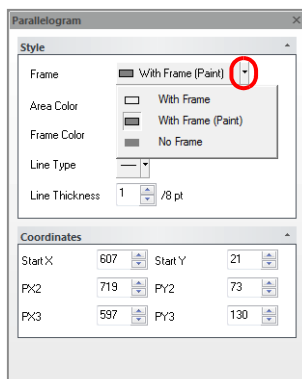 Parallelogram
Style
Frame With Frame (Paint)
With Frame
Area Color
With Frame (Paint)
Frame Color
No Frame
Line Type
Line Thickness 1 /8 pt
Coordinates
Start X 607 Start Y 21
PX2 719 PY2 73
PX3 597 PY3 130